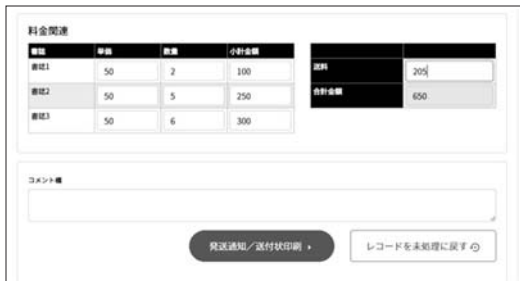 料金関連
書誌 単価 数量 小計金額
書誌1 50 2 100
書誌2 50 5 250
書誌3 50 6 300
送料 205
合計金額 650
コメント欄
発送通知/送付状印刷 ›
レコードを未処理に戻す